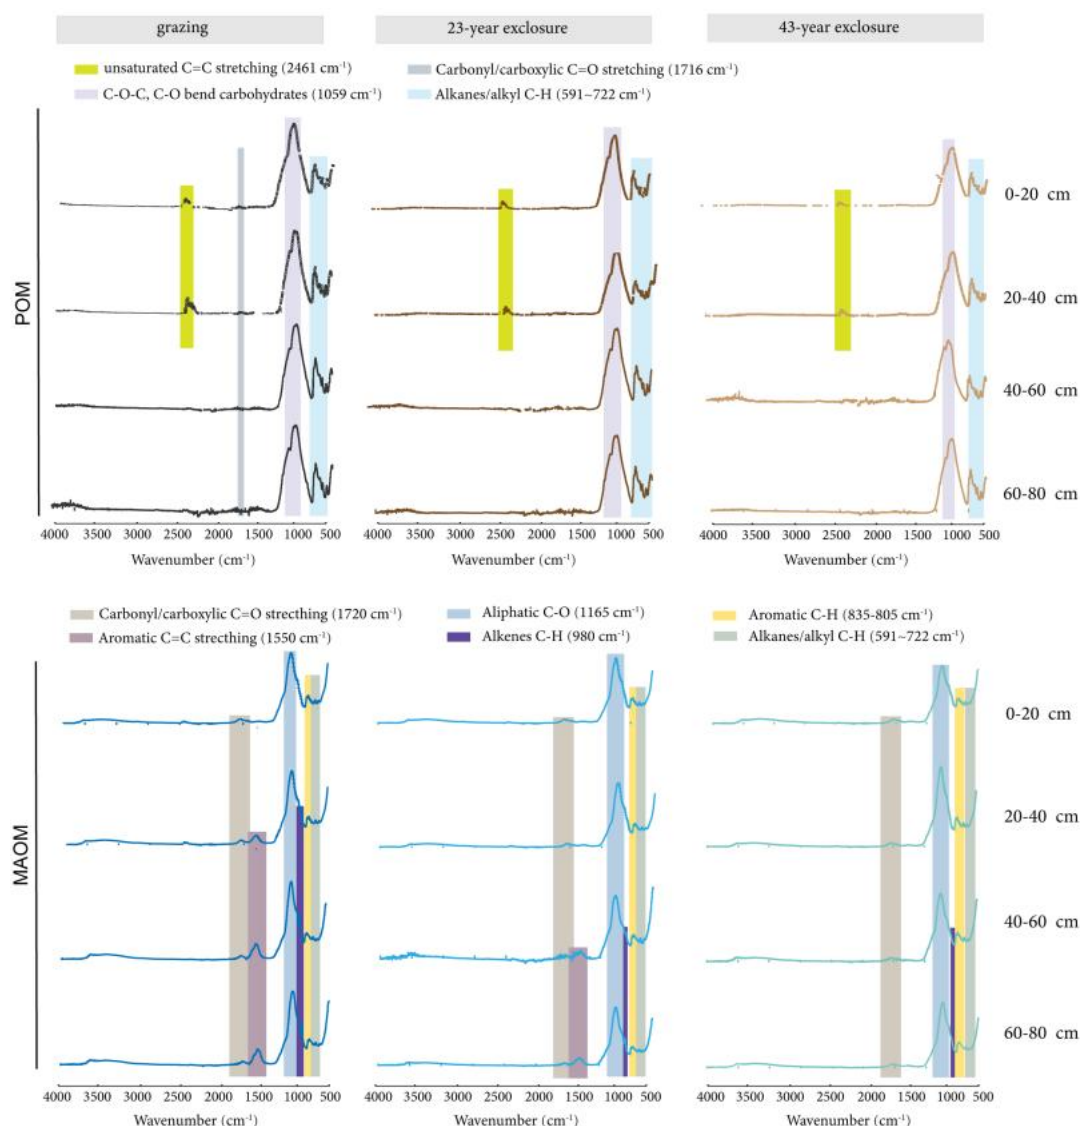 grazing 23-year exclosure 43-year exclosure
unsaturated C=C stretching (2461 cm⁻¹) Carbonyl/carboxylic C=O stretching (1716 cm⁻¹)
C-O-C, C-O bend carbohydrates (1059 cm⁻¹) Alkanes/alkyl C-H (591~722 cm⁻¹)
POM
0-20 cm
20-40 cm
40-60 cm
60-80 cm
4000 3500 3000 2500 2000 1500 1000 500 4000 3500 3000 2500 2000 1500 1000 500 4000 3500 3000 2500 2000 1500 1000 500
Wavenumber (cm⁻¹) Wavenumber (cm⁻¹) Wavenumber (cm⁻¹)
Carbonyl/carboxylic C=O strecthing (1720 cm⁻¹) Aliphatic C-O (1165 cm⁻¹) Aromatic C-H (835-805 cm⁻¹)
Aromatic C=C strecthing (1550 cm⁻¹) Alkenes C-H (980 cm⁻¹) Alkanes/alkyl C-H (591~722 cm⁻¹)
MAOM
0-20 cm
20-40 cm
40-60 cm
60-80 cm
4000 3500 3000 2500 2000 1500 1000 500 4000 3500 3000 2500 2000 1500 1000 500 4000 3500 3000 2500 2000 1500 1000 500
Wavenumber (cm⁻¹) Wavenumber (cm⁻¹) Wavenumber (cm⁻¹)